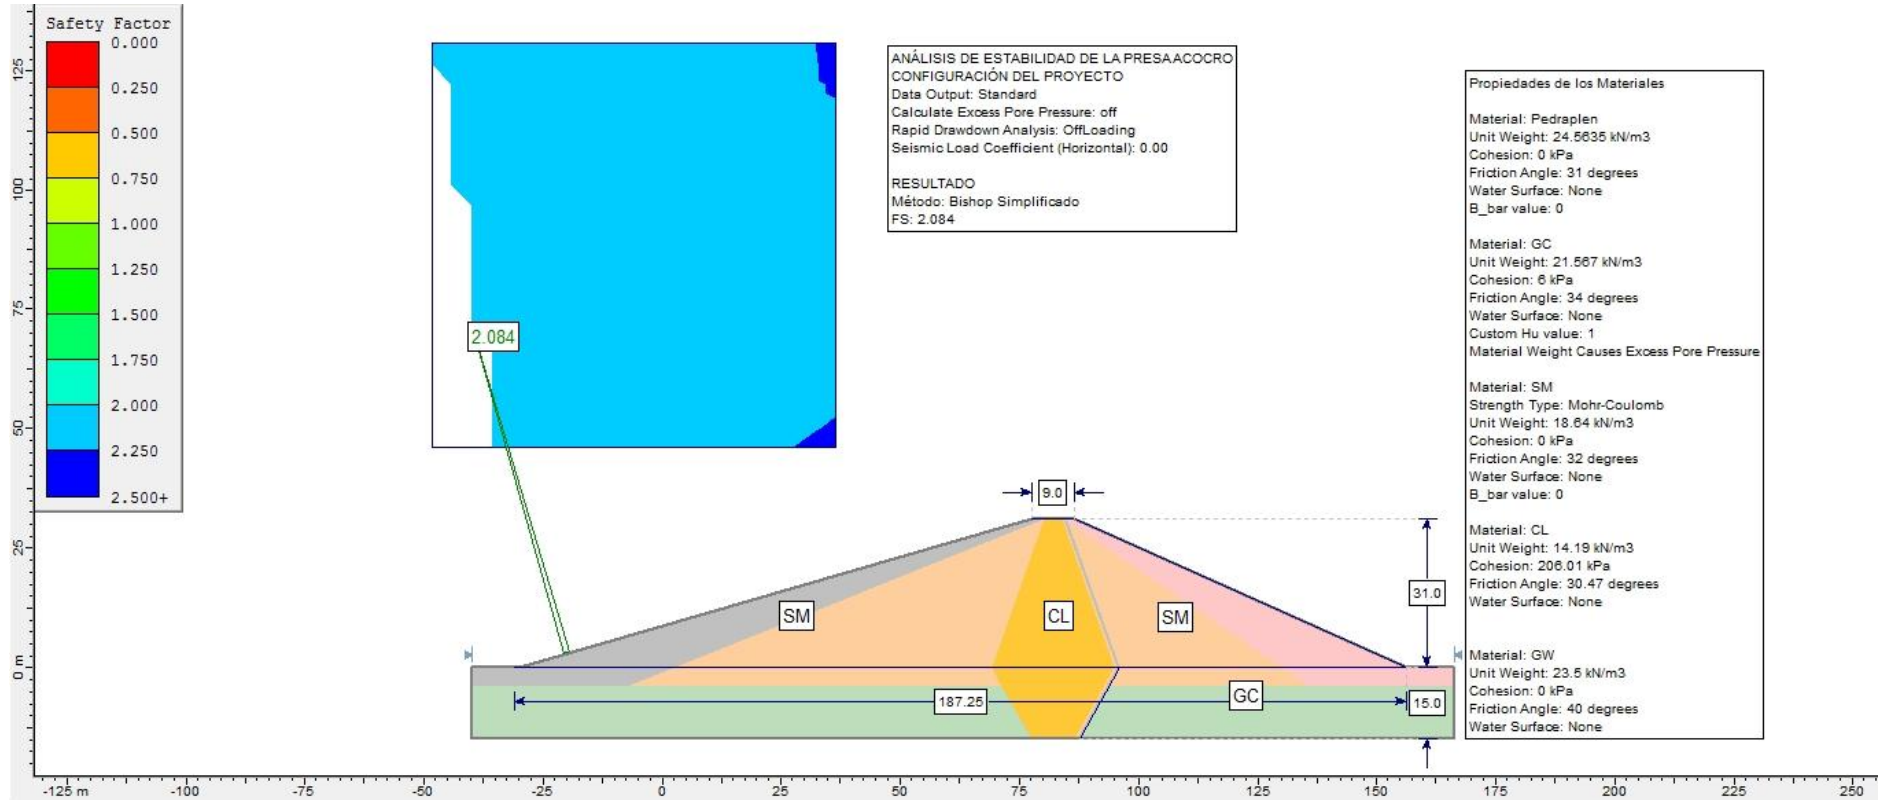 Safety Factor
0.000
0.250
0.500
0.750
1.000
1.250
1.500
1.750
2.000
2.250
2.500+
ANÁLISIS DE ESTABILIDAD DE LA PRESA ACOCRO
CONFIGURACIÓN DEL PROYECTO
Data Output: Standard
Calculate Excess Pore Pressure: off
Rapid Drawdown Analysis: OffLoading
Seismic Load Coefficient (Horizontal): 0.00
RESULTADO
Método: Bishop Simplificado
FS: 2.084
Propiedades de los Materiales
Material: Pedraplen
Unit Weight: 24.5635 kN/m3
Cohesion: 0 kPa
Friction Angle: 31 degrees
Water Surface: None
B_bar value: 0
Material: GC
Unit Weight: 21.567 kN/m3
Cohesion: 6 kPa
Friction Angle: 34 degrees
Water Surface: None
Custom Hu value: 1
Material Weight Causes Excess Pore Pressure
Material: SM
Strength Type: Mohr-Coulomb
Unit Weight: 18.64 kN/m3
Cohesion: 0 kPa
Friction Angle: 32 degrees
Water Surface: None
B_bar value: 0
Material: CL
Unit Weight: 14.19 kN/m3
Cohesion: 206.01 kPa
Friction Angle: 30.47 degrees
Water Surface: None
Material: GW
Unit Weight: 23.5 kN/m3
Cohesion: 0 kPa
Friction Angle: 40 degrees
Water Surface: None
2.084
9.0
31.0
SM
CL
SM
GC
187.25
15.0
125
100
75
50
25
0 m
-125 m
-100
-75
-50
-25
0
25
50
75
100
125
150
175
200
225
250